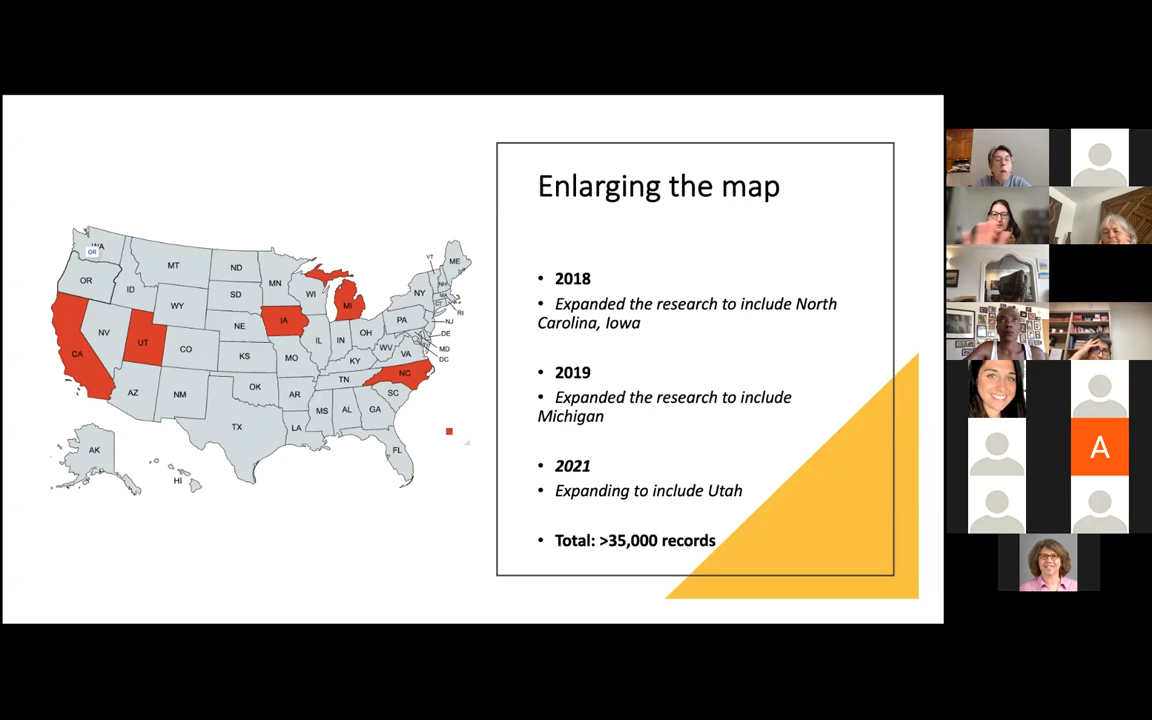 Enlarging the map
• 2018
• Expanded the research to include North
Carolina, Iowa
• 2019
• Expanded the research to include
Michigan
• 2021
• Expanding to include Utah
• Total: >35,000 records
WA
OR
OR
MT
ND
MN
ID
SD
WI
MI
WY
NE
IA
NV
UT
CO
CA
KS
MO
IL
IN
OH
PA
NY
VT
ME
NH
MA
CT
RI
NJ
DE
MD
DC
WV
VA
KY
NC
TN
SC
AZ
NM
OK
AR
MS
AL
GA
LA
TX
FL
AK
HI
A